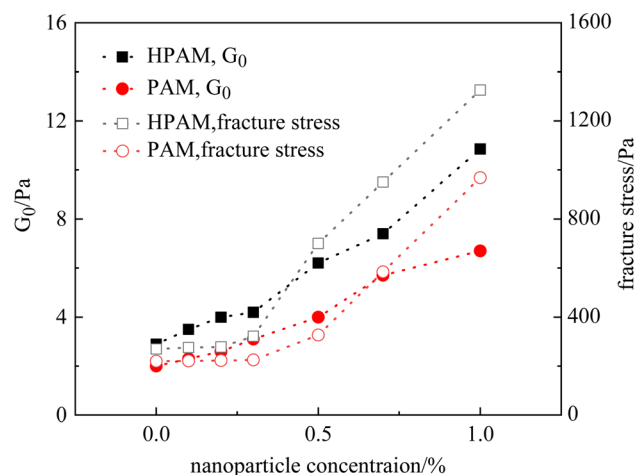 16
12
8
4
0
G₀/Pa
HPAM, G₀
PAM, G₀
HPAM,fracture stress
PAM,fracture stress
1600
1200
800
400
0
fracture stress/Pa
0.0
0.5
1.0
nanoparticle concentraion/%